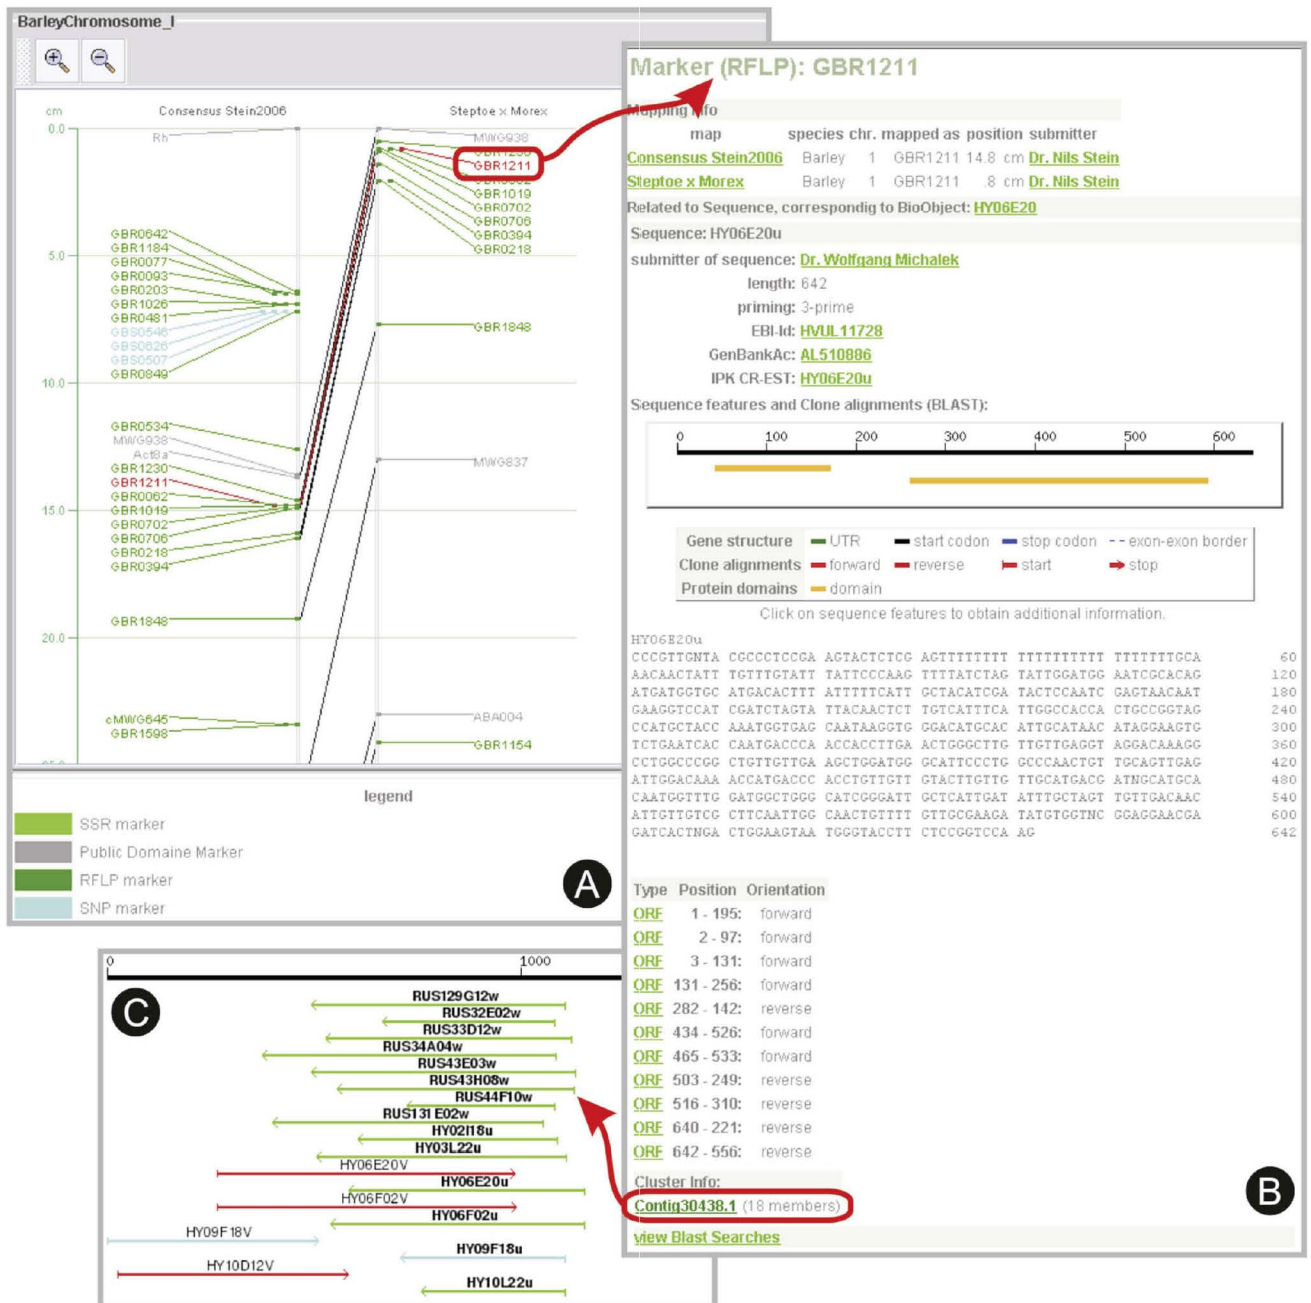 BarleyChromosome_I
cm
Consensus Stein2006
Steptoe x Morex
0.0
5.0
10.0
15.0
20.0
Rh
GBR0642
GBR1184
GBR0077
GBR0093
GBR0203
GBR1026
GBR0481
GBS0546
GBS0626
GBS0507
GBR0849
GBR0534
MWG938
Act8a
GBR1230
GBR1211
GBR0062
GBR1019
GBR0702
GBR0706
GBR0218
GBR0394
GBR1848
cMWG645
GBR1598
MWG938
GBR1211
GBR1019
GBR0702
GBR0706
GBR0394
GBR0218
GBR1848
MWG837
ABA004
GBR1154
legend
SSR marker
Public Domaine Marker
RFLP marker
SNP marker
A
Marker (RFLP): GBR1211
Mapping Info
map species chr. mapped as position submitter
Consensus Stein2006 Barley 1 GBR1211 14.8 cm Dr. Nils Stein
Steptoe x Morex Barley 1 GBR1211 .8 cm Dr. Nils Stein
Related to Sequence, correspondig to BioObject: HY06E20
Sequence: HY06E20u
submitter of sequence: Dr. Wolfgang Michalek
length: 642
priming: 3-prime
EBI-Id: HVUL11728
GenBankAc: AL510886
IPK CR-EST: HY06E20u
Sequence features and Clone alignments (BLAST):
0 100 200 300 400 500 600
Gene structure UTR start codon stop codon exon-exon border
Clone alignments forward reverse start stop
Protein domains domain
Click on sequence features to obtain additional information.
HY06E20u
CCCGTTGNTA CGCCCTCCGA AGTACTCTCG AGTTTTTTTT TTTTTTTTTT TTTTTTTGCA 60
AACAACTATT TGTTTGTATT TATTCCCAAG TTTTATCTAG TATTGGATGG AATCGCACAG 120
ATGATGGTGC ATGACACTTT ATTTTTCATT GCTACATCGA TACTCCAATC GAGTAACAAT 180
GAAGGTCCAT CGATCTAGTA TTACAACTCT TGTCATTTCA TTGGCCACCA CTGCCGGTAG 240
CCATGCTACC AAATGGTGAG CAATAAGGTG GGACATGCAC ATTGCATAAC ATAGGAAGTG 300
TCTGAATCAC CAATGACCCA ACCACCTTGA ACTGGGCTTG TTGTTGAGGT AGGACAAAGG 360
CCTGGCCCGG CTGTTGTTGA AGCTGGATGG GCATTCCCTG GCCCAACTGT TGCAGTTGAG 420
ATTGGACAAA ACCATGACCC ACCTGTTGTT GTACTTGTTG TTGCATGACG ATNGCATGCA 480
CAATGGTTTG GATGGCTGGG CATCGGGATT GCTCATTGAT ATTTGCTAGT TGTTGACAAC 540
ATTGTTGTCG CTTCAATTGG CAACTGTTTT GTTGCGAAGA TATGTGGTNC GGAGGAACGA 600
GATCACTNGA CTGGAAGTAA TGGGTACCTT CTCCGGTCCA AG 642
Type Position Orientation
ORF 1 - 195: forward
ORF 2 - 97: forward
ORF 3 - 131: forward
ORF 131 - 256: forward
ORF 282 - 142: reverse
ORF 434 - 526: forward
ORF 465 - 533: forward
ORF 503 - 249: reverse
ORF 516 - 310: reverse
ORF 640 - 221: reverse
ORF 642 - 556: reverse
Cluster Info:
Contig30438.1 (18 members)
view Blast Searches
B
0 1000
C
RUS129G12w
RUS32E02w
RUS33D12w
RUS34A04w
RUS43E03w
RUS43H08w
RUS44F10w
RUS131E02w
HY02I18u
HY03L22u
HY06E20V
HY06E20u
HY06F02V
HY06F02u
HY09F18V
HY09F18u
HY10D12V
HY10L22u